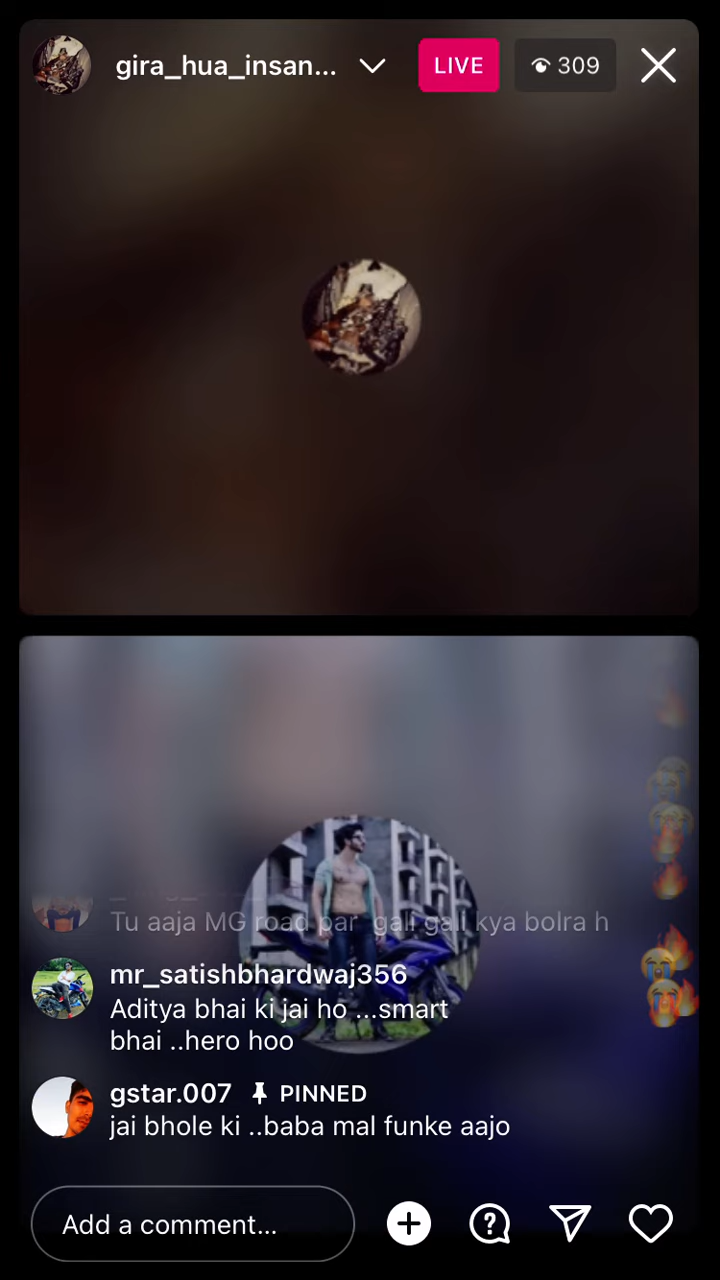 gira_hua_insan...
LIVE
309
Tu aaja MG road par gali gali kya bolra h
mr_satishbhardwaj356
Aditya bhai ki jai ho ...smart
bhai ..hero hoo
gstar.007 PINNED
jai bhole ki ..baba mal funke aajo
Add a comment...